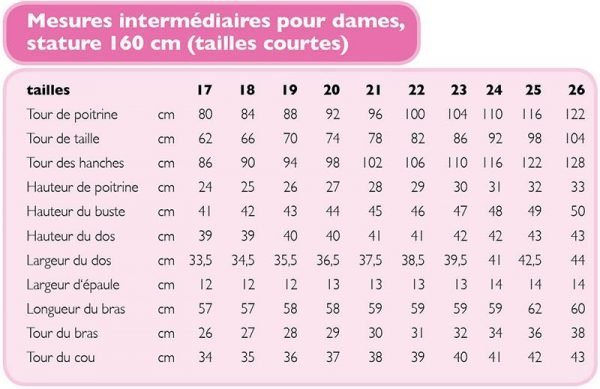 Mesures intermédiaires pour dames,
stature 160 cm (tailles courtes)
tailles 17 18 19 20 21 22 23 24 25 26
Tour de poitrine cm 80 84 88 92 96 100 104 110 116 122
Tour de taille cm 62 66 70 74 78 82 86 92 98 104
Tour des hanches cm 86 90 94 98 102 106 110 116 122 128
Hauteur de poitrine cm 24 25 26 27 28 29 30 31 32 33
Hauteur du buste cm 41 42 43 44 45 46 47 48 49 50
Hauteur du dos cm 39 39 40 40 41 41 42 42 43 43
Largeur du dos cm 33,5 34,5 35,5 36,5 37,5 38,5 39,5 41 42,5 44
Largeur d'épaule cm 12 12 12 13 13 13 13 14 14 14
Longueur du bras cm 57 57 58 58 59 59 59 59 62 60
Tour du bras cm 26 27 28 29 30 31 32 34 36 38
Tour du cou cm 34 35 36 37 38 39 40 41 42 43